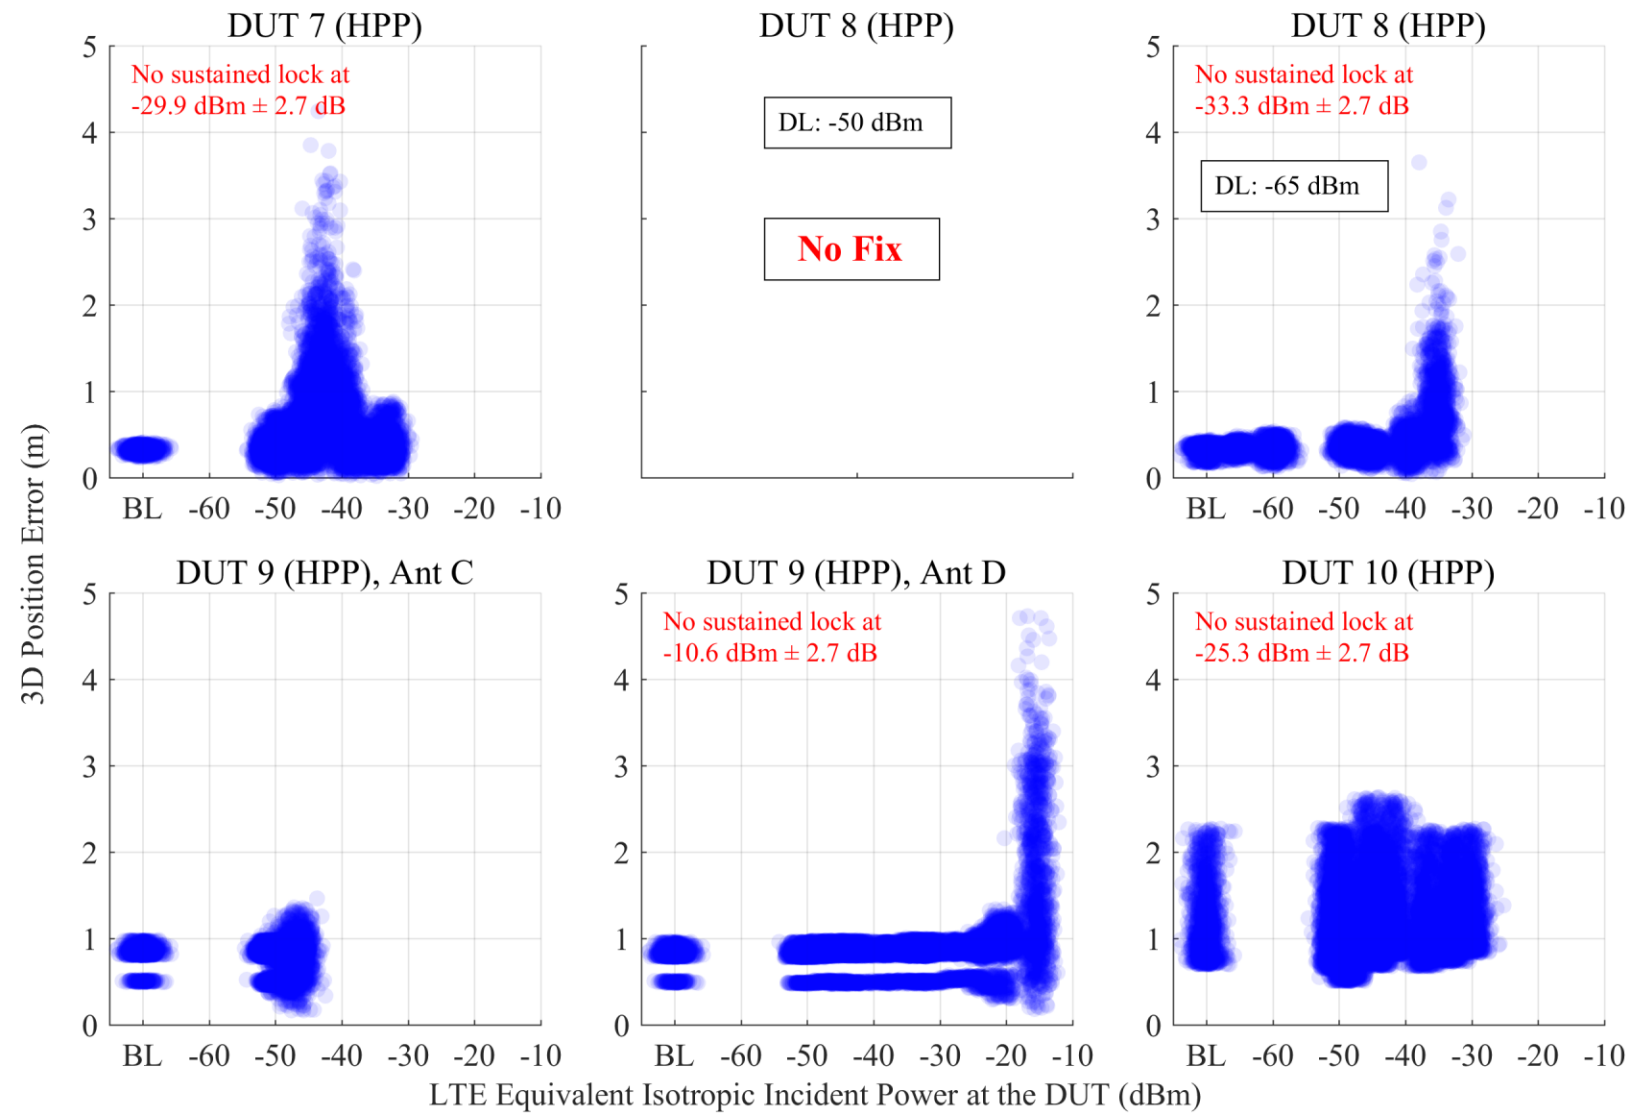 DUT 7 (HPP)
DUT 8 (HPP)
DUT 8 (HPP)
5
4
3
2
1
0
No sustained lock at
-29.9 dBm ± 2.7 dB
BL -60 -50 -40 -30 -20 -10
DL: -50 dBm
No Fix
5
4
3
2
1
0
No sustained lock at
-33.3 dBm ± 2.7 dB
DL: -65 dBm
BL -60 -50 -40 -30 -20 -10
3D Position Error (m)
DUT 9 (HPP), Ant C
DUT 9 (HPP), Ant D
DUT 10 (HPP)
5
4
3
2
1
0
BL -60 -50 -40 -30 -20 -10
5
4
3
2
1
0
No sustained lock at
-10.6 dBm ± 2.7 dB
BL -60 -50 -40 -30 -20 -10
5
4
3
2
1
0
No sustained lock at
-25.3 dBm ± 2.7 dB
BL -60 -50 -40 -30 -20 -10
LTE Equivalent Isotropic Incident Power at the DUT (dBm)